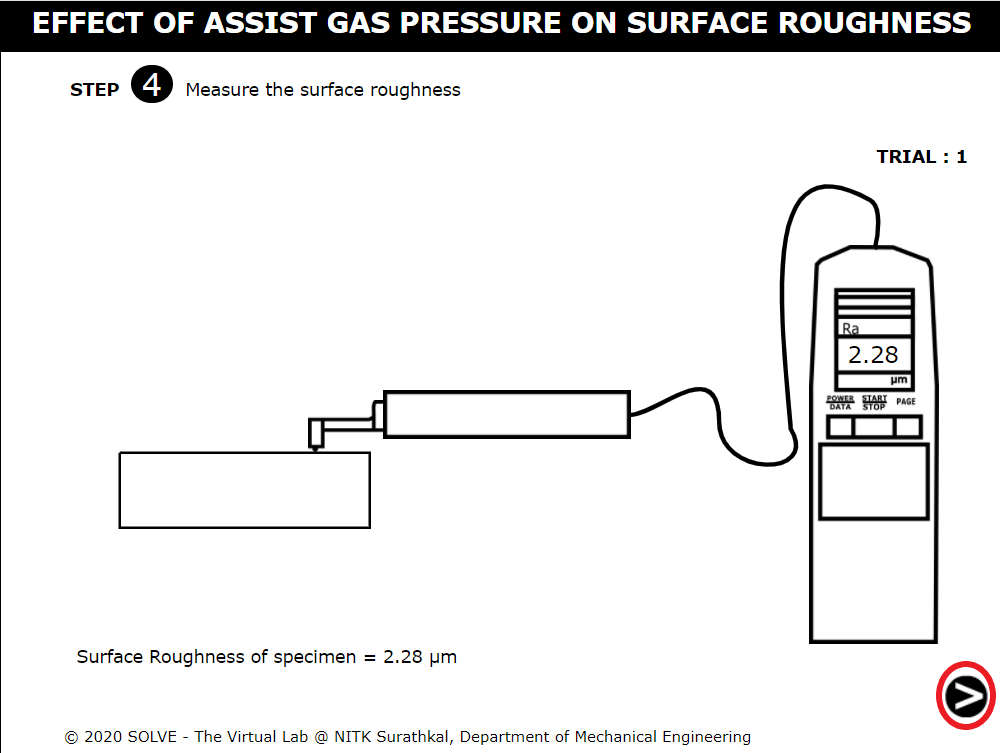 EFFECT OF ASSIST GAS PRESSURE ON SURFACE ROUGHNESS
STEP 4 Measure the surface roughness
TRIAL : 1
Ra
2.28
µm
POWER START PAGE
DATA STOP
Surface Roughness of specimen = 2.28 µm
>
© 2020 SOLVE - The Virtual Lab @ NITK Surathkal, Department of Mechanical Engineering